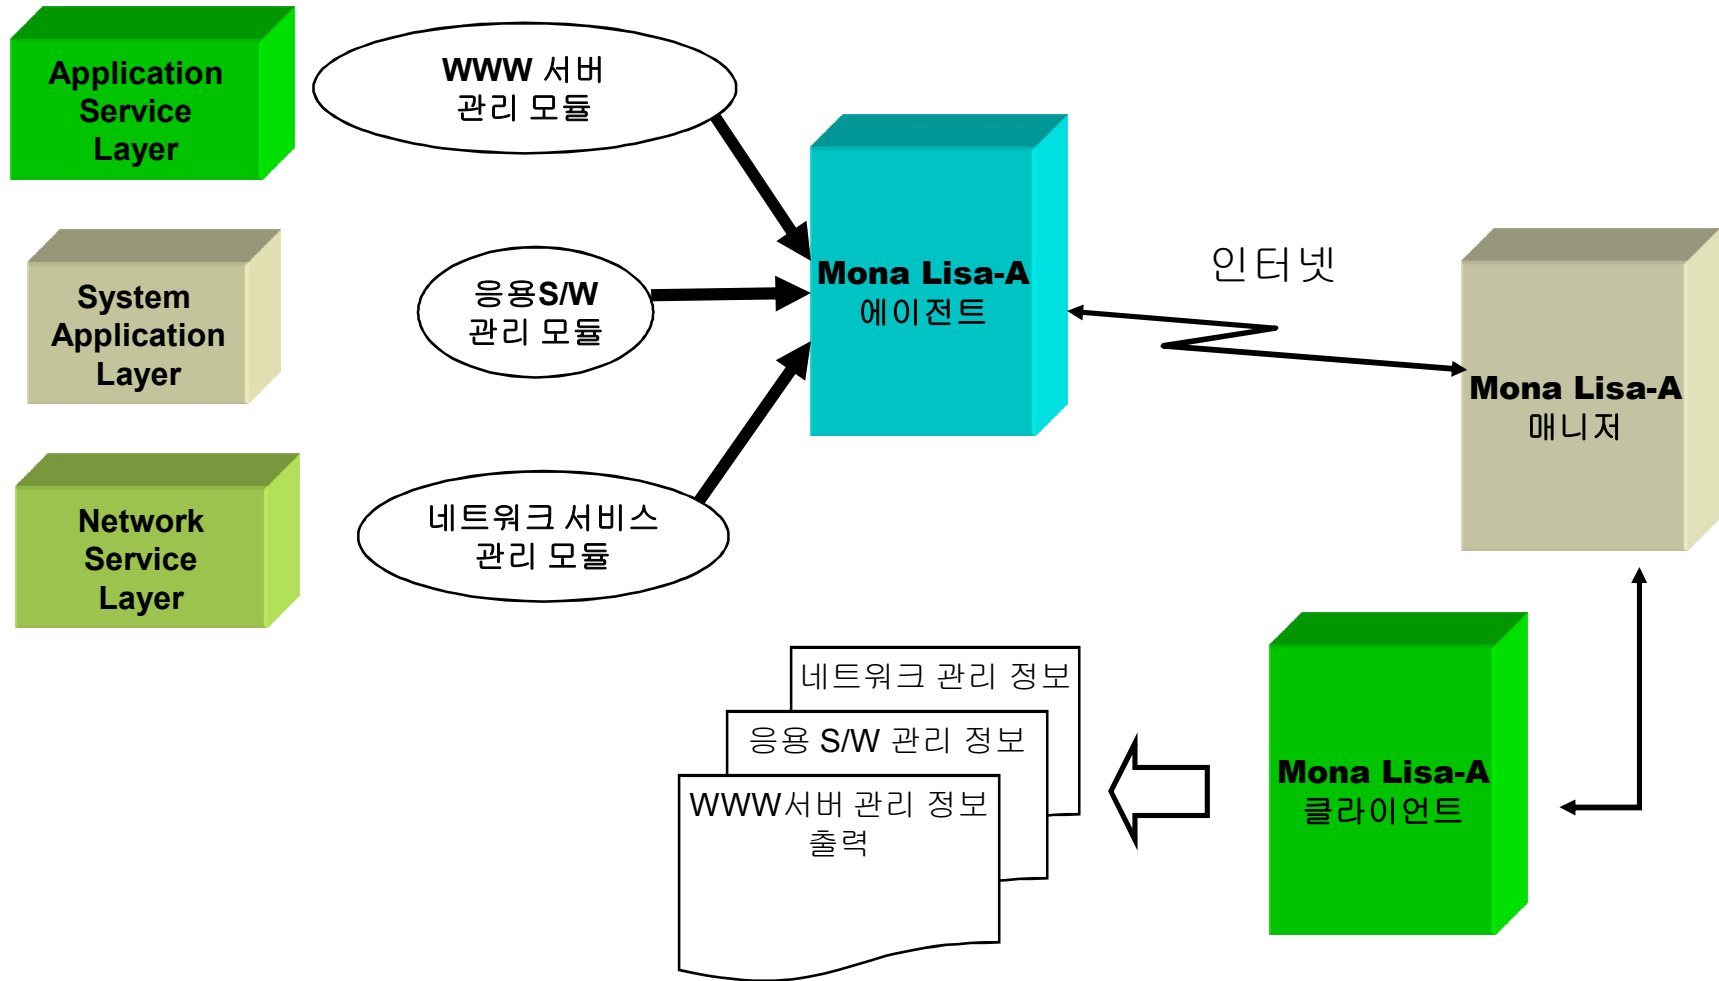 Application
Service
Layer
WWW 서버
관리 모듈
System
Application
Layer
응용S/W
관리 모듈
Network
Service
Layer
네트워크 서비스
관리 모듈
Mona Lisa-A
에이전트
인터넷
Mona Lisa-A
매니저
Mona Lisa-A
클라이언트
네트워크 관리 정보
응용 S/W 관리 정보
WWW서버 관리 정보
출력